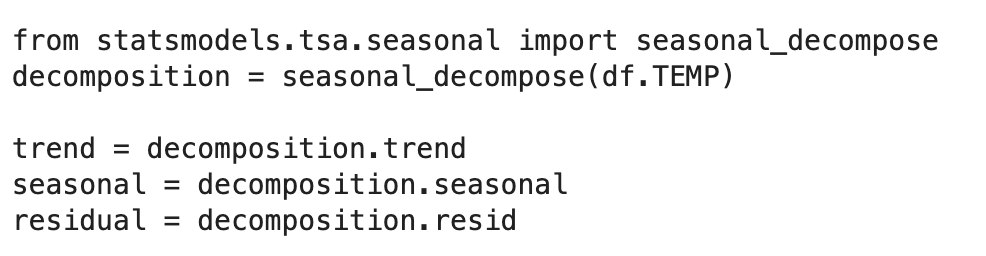 from statsmodels.tsa.seasonal import seasonal_decompose
decomposition = seasonal_decompose(df.TEMP)
trend = decomposition.trend
seasonal = decomposition.seasonal
residual = decomposition.resid